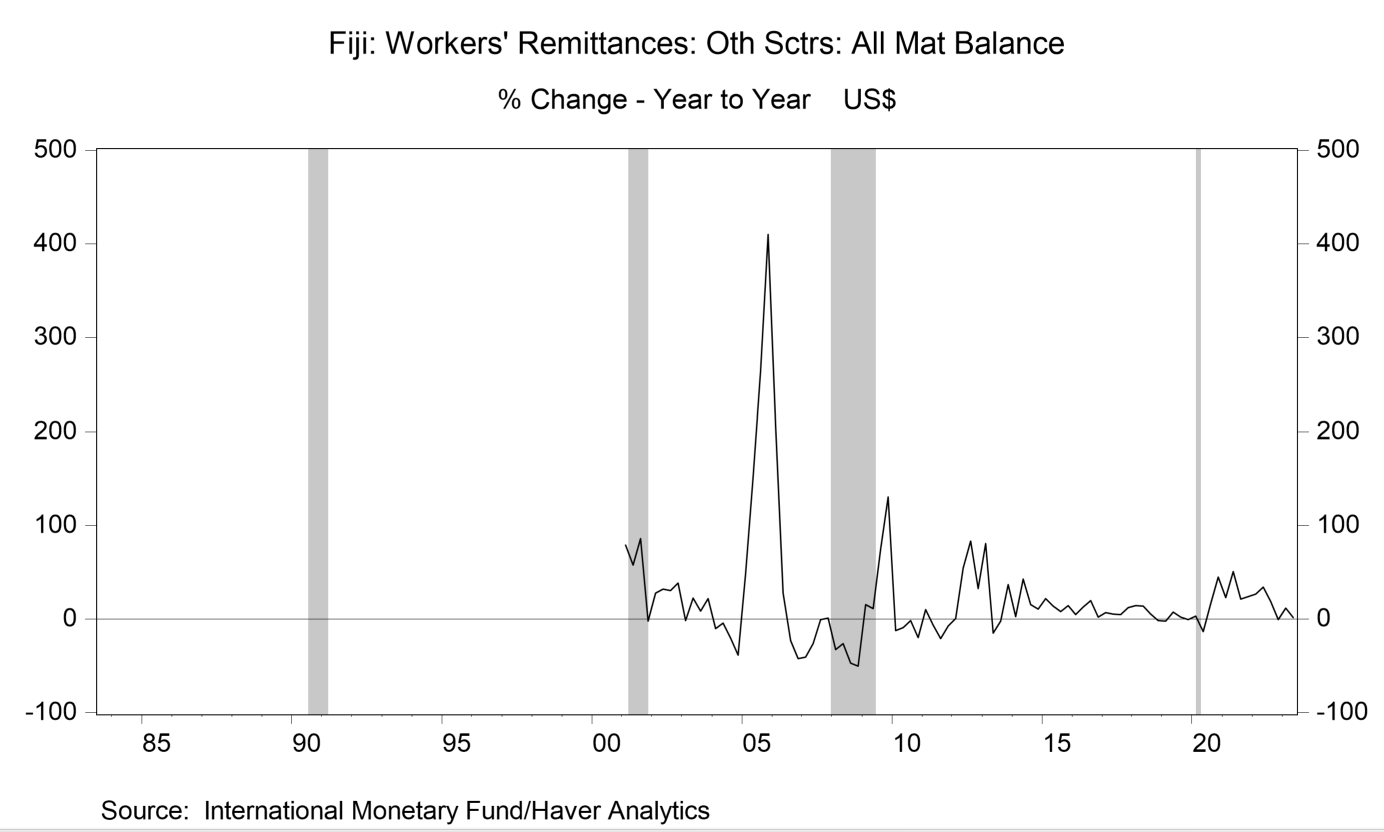 Fiji: Workers' Remittances: Oth Sctrs: All Mat Balance
% Change - Year to Year US$
500 500
400 400
300 300
200 200
100 100
0 0
-100 -100
85 90 95 00 05 10 15 20
Source: International Monetary Fund/Haver Analytics